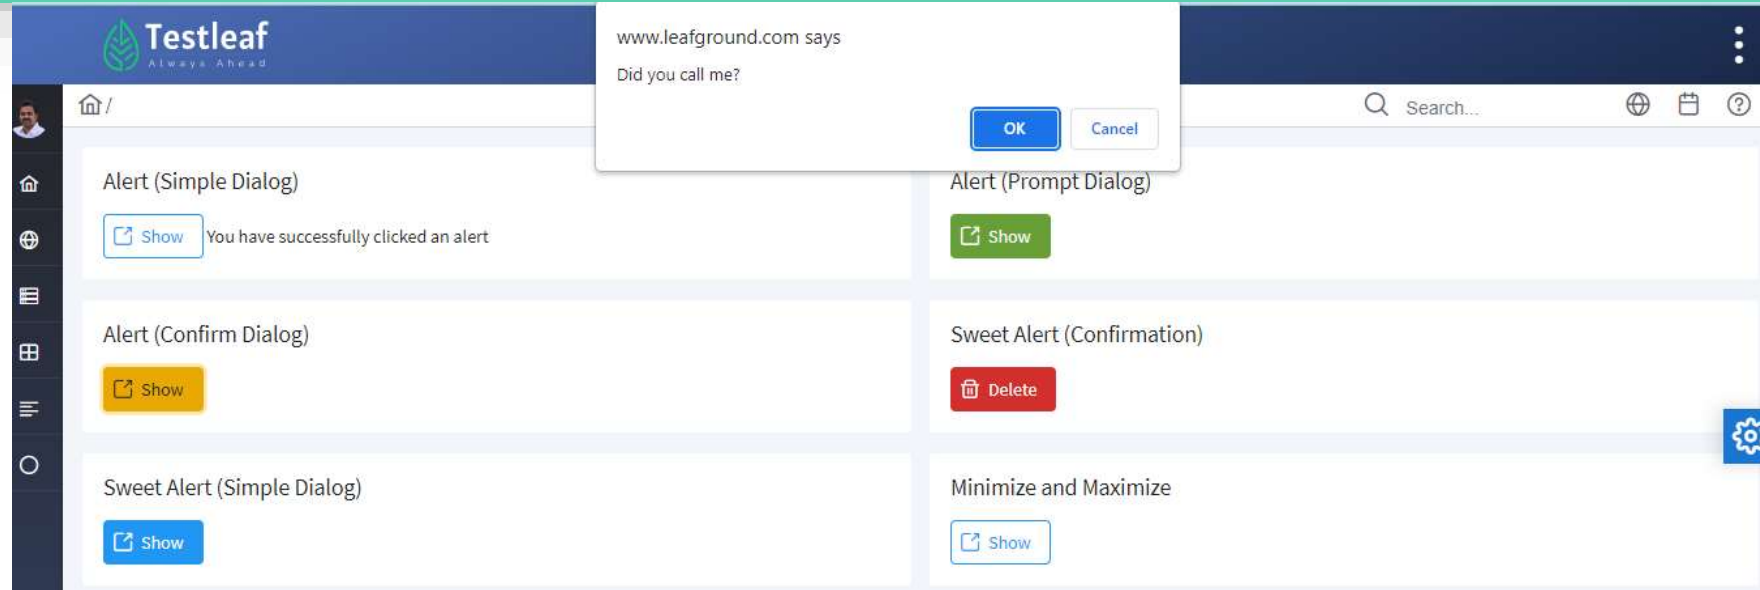 Testleaf
Always Ahead
www.leafground.com says
Did you call me?
OK
Cancel
/
Search...
Alert (Simple Dialog)
Show
You have successfully clicked an alert
Alert (Prompt Dialog)
Show
Alert (Confirm Dialog)
Show
Sweet Alert (Confirmation)
Delete
Sweet Alert (Simple Dialog)
Show
Minimize and Maximize
Show